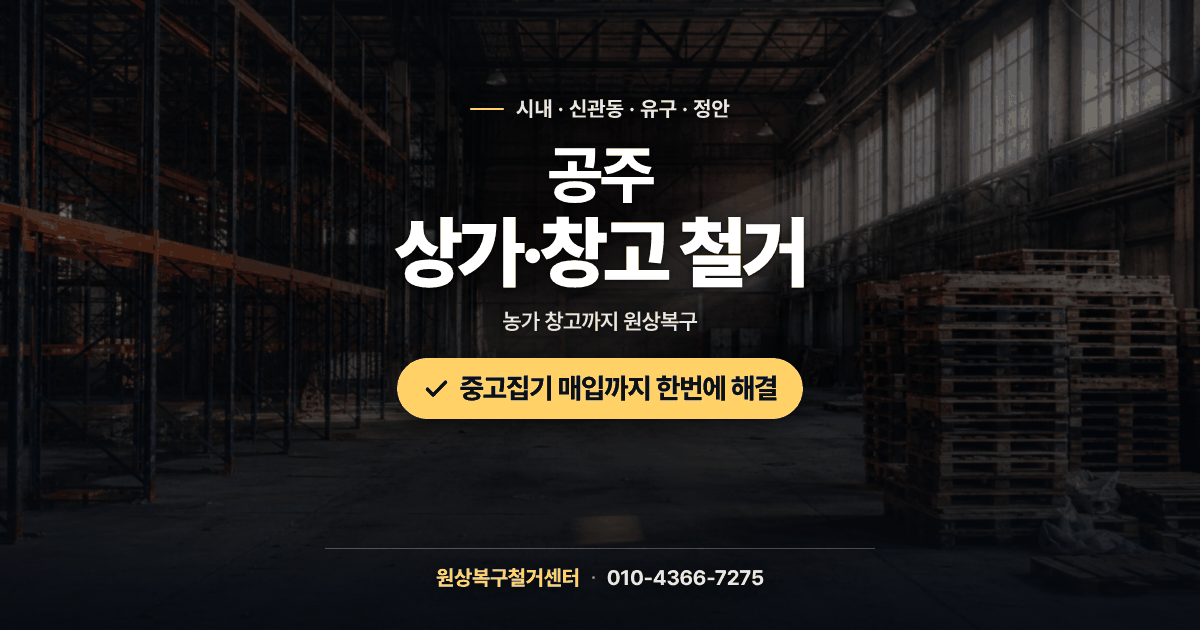 시내 · 신관동 · 유구 · 정안
공주
상가·창고 철거
농가 창고까지 원상복구
중고집기 매입까지 한번에 해결
원상복구철거센터 · 010-4366-7275